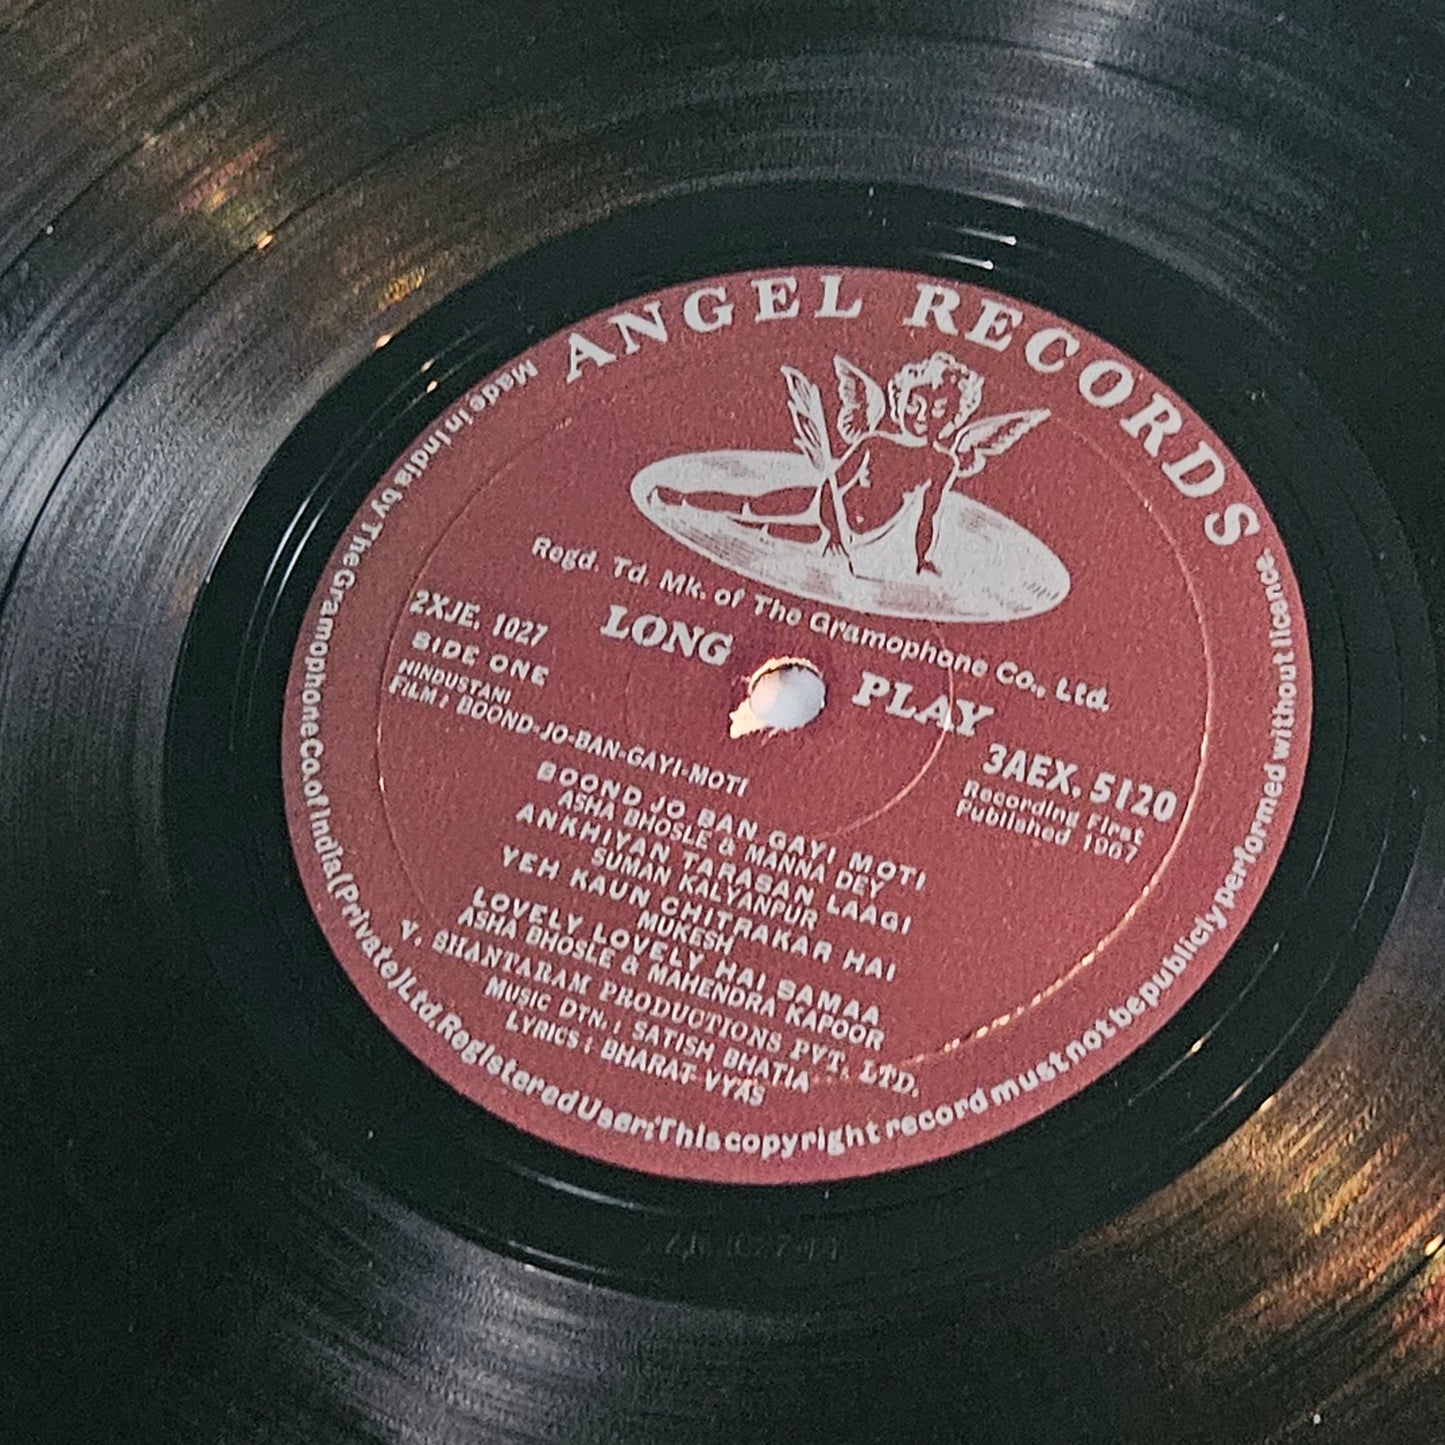 ANGEL RECORDS
Regd. Td. Mk. of The Gramophone Co., Ltd.
LONG PLAY
2XJE. 1027
SIDE ONE
HINDUSTANI
FILM : BOOND-JO-BAN-GAYI-MOTI
3AEX. 5120
Recording First
Published 1967
BOOND JO BAN GAYI MOTI
ASHA BHOSLE & MANNA DEY
ANKHIYAN TARASAN LAAGI
SUMAN KALYANPUR
YEH KAUN CHITRAKAR HAI
MUKESH
LOVELY LOVELY HAI SAMAA
ASHA BHOSLE & MAHENDRA KAPOOR
V. SHANTARAM PRODUCTIONS PVT. LTD.
MUSIC DTN. : SATISH BHATIA
LYRICS : BHARAT VYAS
Made in India by The Gramophone Co. of India (Private) Ltd. Registered User; This copyright record must not be publicly performed without licence.